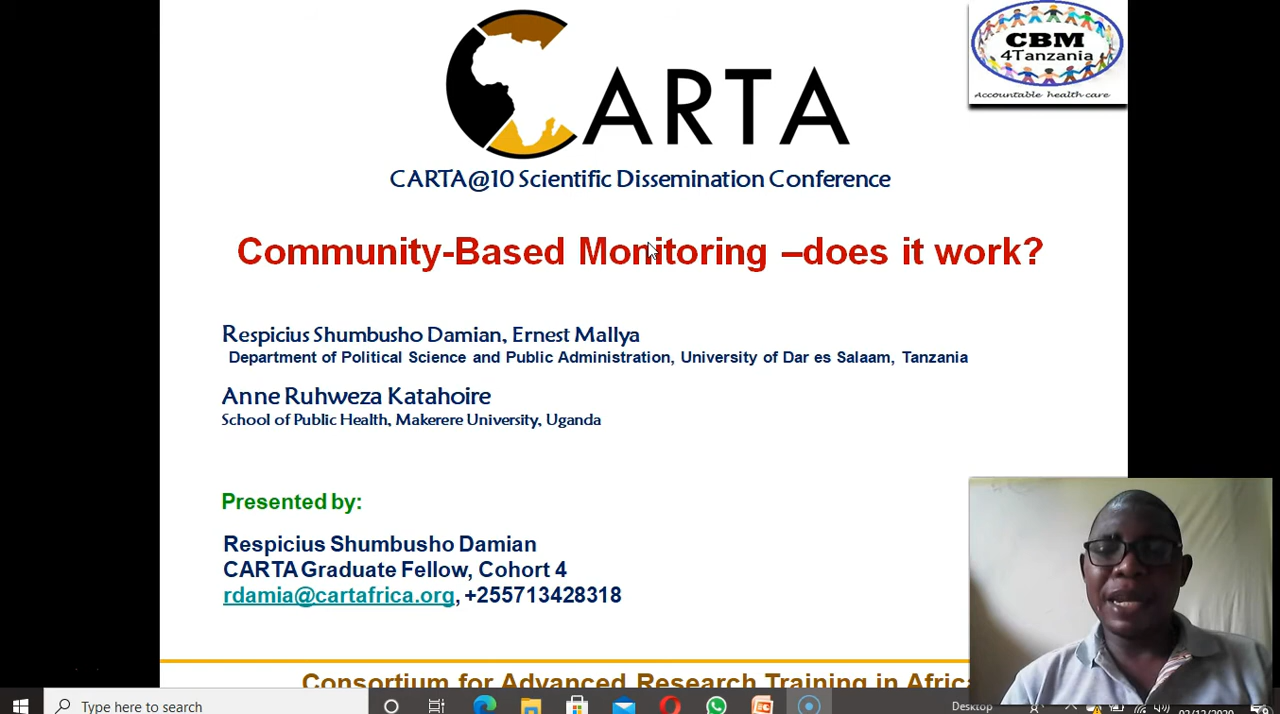 CARTA
CBM
4Tanzania
Accountable health care
CARTA@10 Scientific Dissemination Conference
Community-Based Monitoring –does it work?
Respicius Shumbusho Damian, Ernest Mallya
Department of Political Science and Public Administration, University of Dar es Salaam, Tanzania
Anne Ruhweza Katahoire
School of Public Health, Makerere University, Uganda
Presented by:
Respicius Shumbusho Damian
CARTA Graduate Fellow, Cohort 4
rdamia@cartafrica.org, +255713428318
Consortium for Advanced Research Training in Afric
Type here to search
Desktop